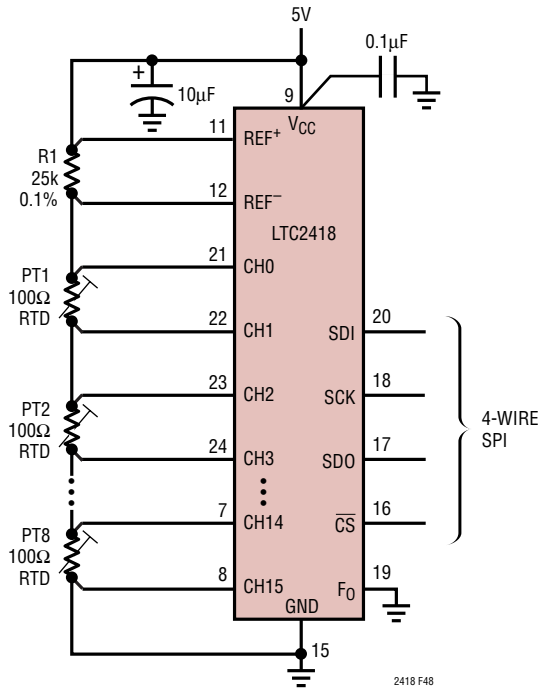 5V
0.1µF
+
10µF
9
VCC
11
REF+
R1
25k
0.1%
12
REF–
LTC2418
21
CH0
PT1
100Ω
RTD
22
CH1
20
SDI
23
CH2
18
SCK
PT2
100Ω
RTD
24
CH3
17
SDO
4-WIRE
SPI
7
CH14
16
CS
PT8
100Ω
RTD
8
CH15
19
FO
GND
15
2418 F48